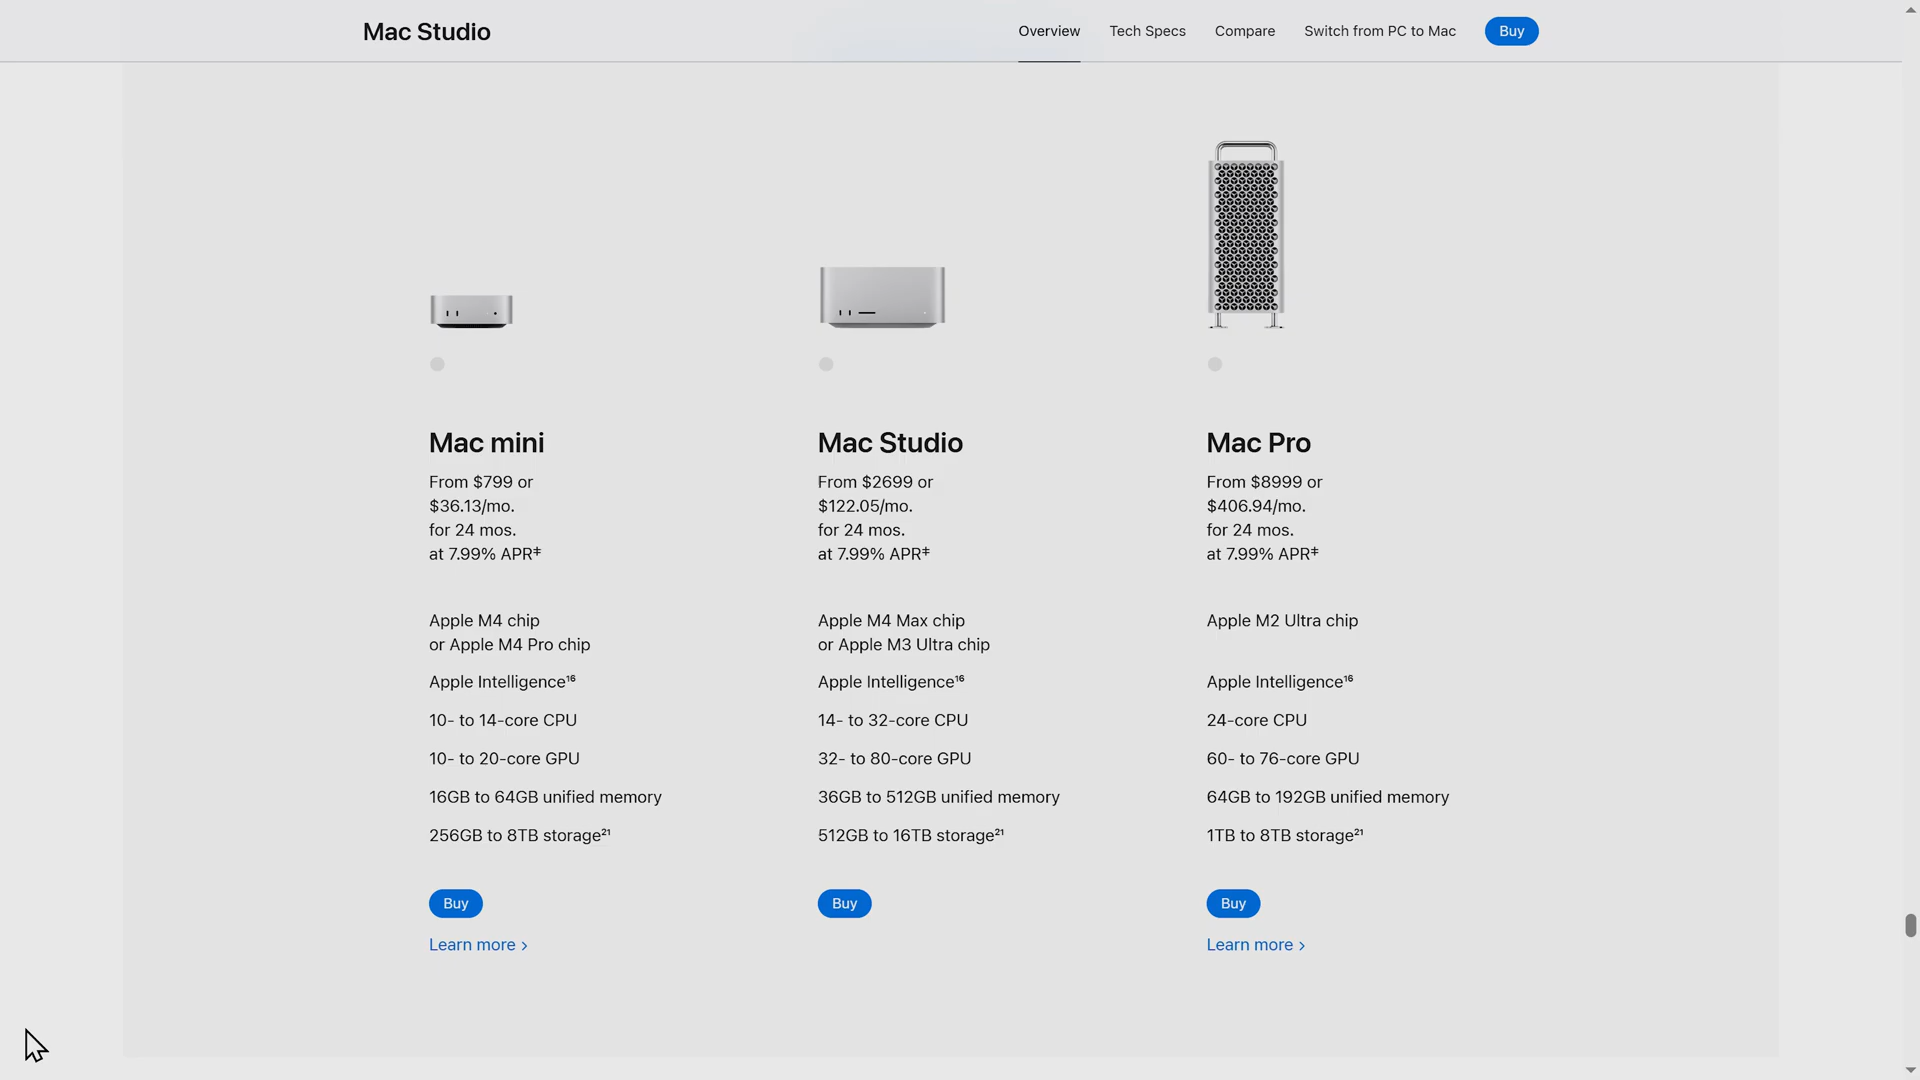 Mac Studio
Overview
Tech Specs
Compare
Switch from PC to Mac
Buy
Mac mini
From $799 or
$36.13/mo.
for 24 mos.
at 7.99% APR‡
Apple M4 chip
or Apple M4 Pro chip
Apple Intelligence¹⁶
10- to 14-core CPU
10- to 20-core GPU
16GB to 64GB unified memory
256GB to 8TB storage²¹
Buy
Learn more >
Mac Studio
From $2699 or
$122.05/mo.
for 24 mos.
at 7.99% APR‡
Apple M4 Max chip
or Apple M3 Ultra chip
Apple Intelligence¹⁶
14- to 32-core CPU
32- to 80-core GPU
36GB to 512GB unified memory
512GB to 16TB storage²¹
Buy
Mac Pro
From $8999 or
$406.94/mo.
for 24 mos.
at 7.99% APR‡
Apple M2 Ultra chip
Apple Intelligence¹⁶
24-core CPU
60- to 76-core GPU
64GB to 192GB unified memory
1TB to 8TB storage²¹
Buy
Learn more >